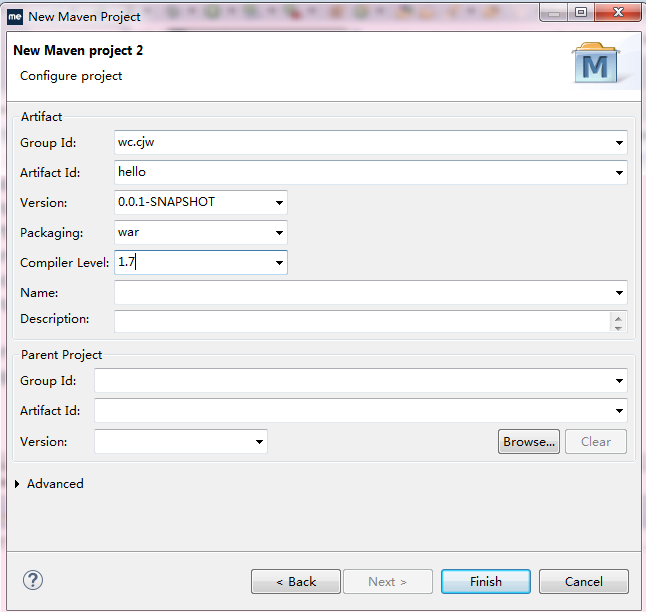 me New Maven Project
New Maven project 2
Configure project
M
Artifact
Group Id: wc.cjw
Artifact Id: hello
Version: 0.0.1-SNAPSHOT
Packaging: war
Compiler Level: 1.7
Name:
Description:
Parent Project
Group Id:
Artifact Id:
Version: Browse... Clear
Advanced
? < Back Next > Finish Cancel